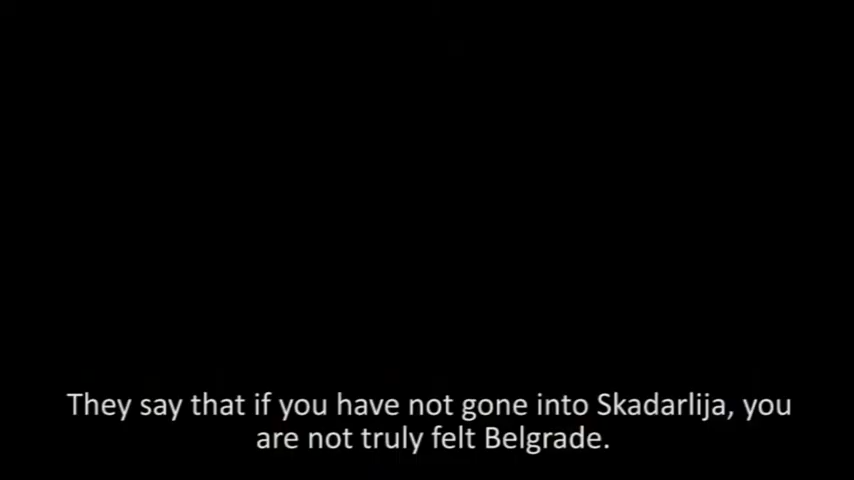 They say that if you have not gone into Skadarlija, you
are not truly felt Belgrade.